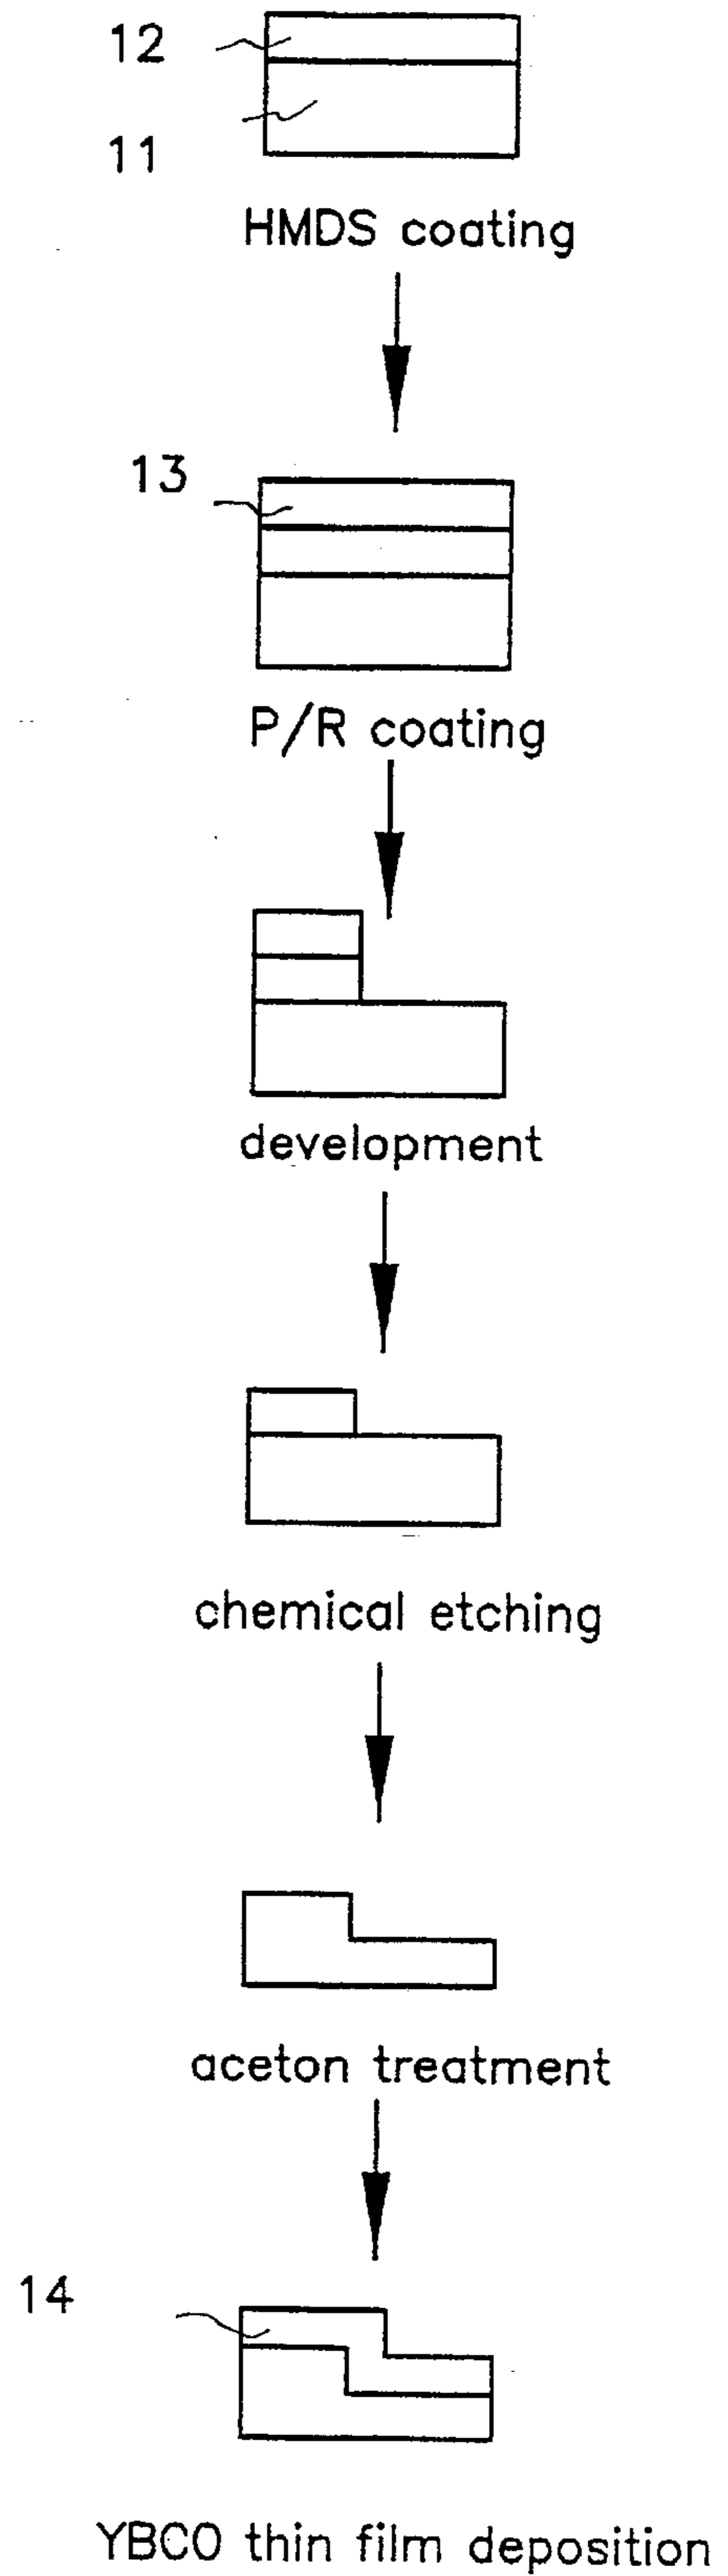 12
11
HMDS coating
13
P/R coating
development
chemical etching
aceton treatment
14
YBCO thin film deposition